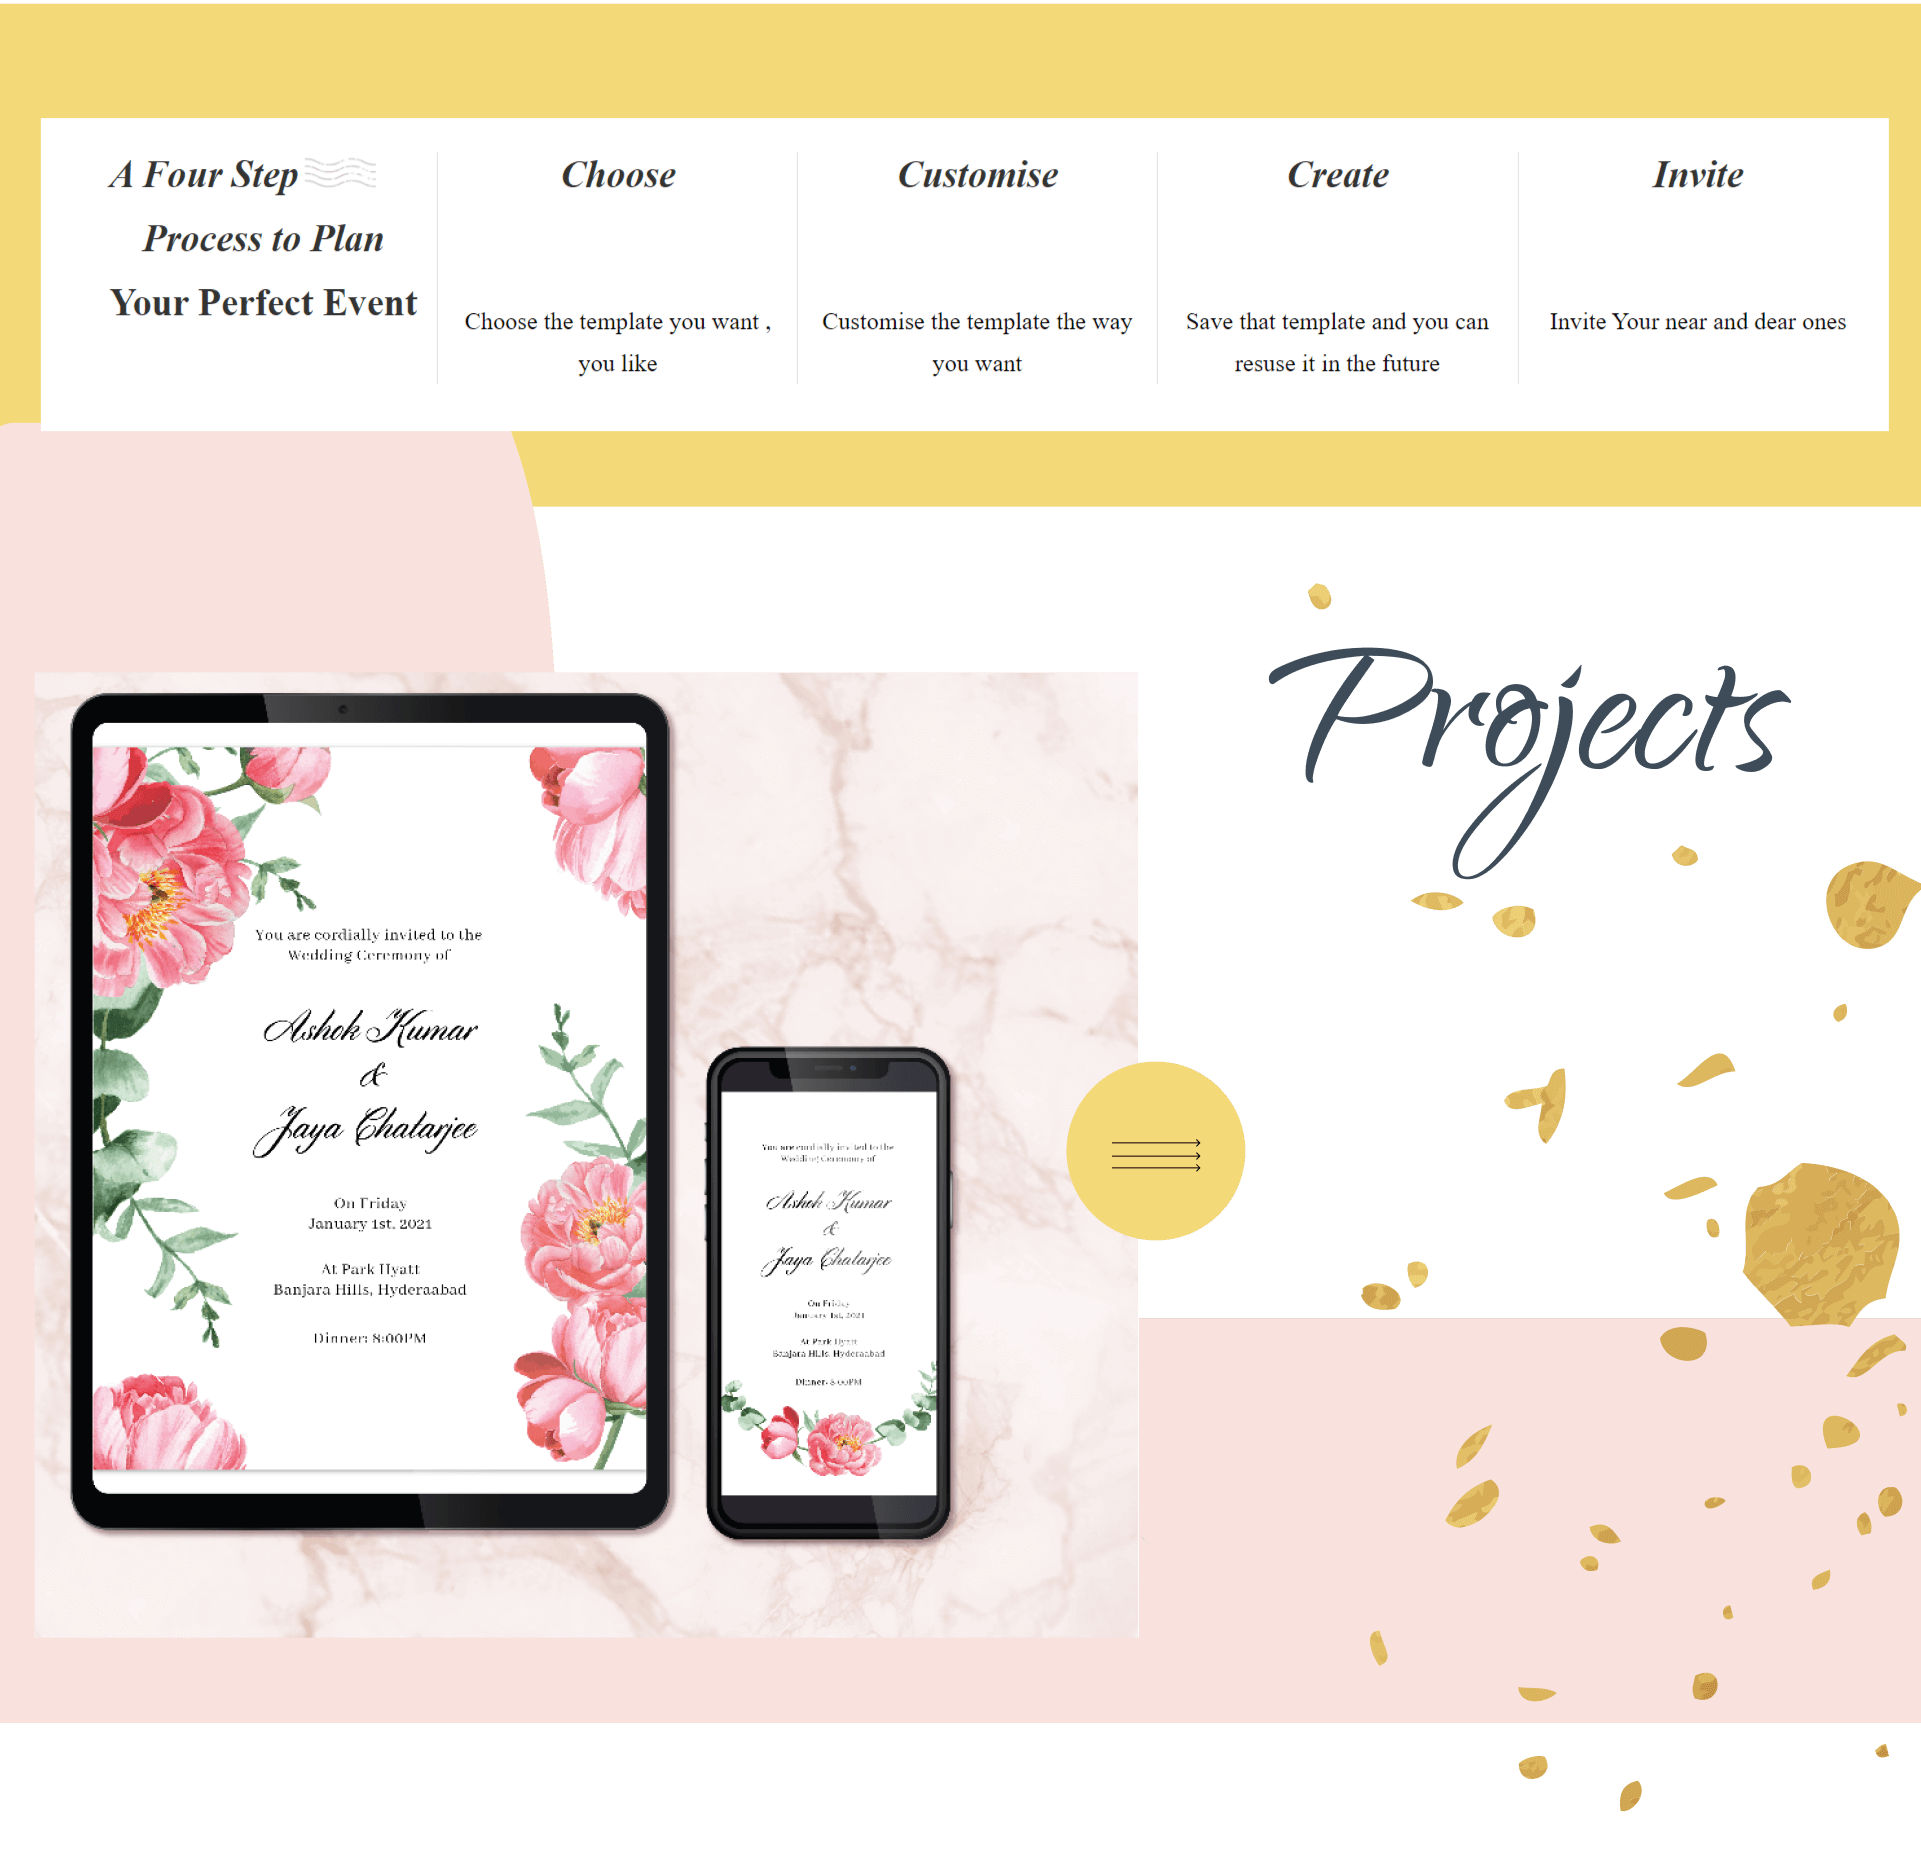 A Four Step
Process to Plan
Your Perfect Event
Choose
Choose the template you want ,
you like
Customise
Customise the template the way
you want
Create
Save that template and you can
resuse it in the future
Invite
Invite Your near and dear ones
Projects
You are cordially invited to the
Wedding Ceremony of
Ashok Kumar
&
Jaya Chatarjee
On Friday
January 1st, 2021
At Park Hyatt
Banjara Hills, Hyderaabad
Dinner: 8:00PM
You are cordially invited to the
Wedding Ceremony of
Ashok Kumar
&
Jaya Chatarjee
On Friday
January 1st, 2021
At Park Hyatt
Banjara Hills, Hyderaabad
Dinner: 8:00PM